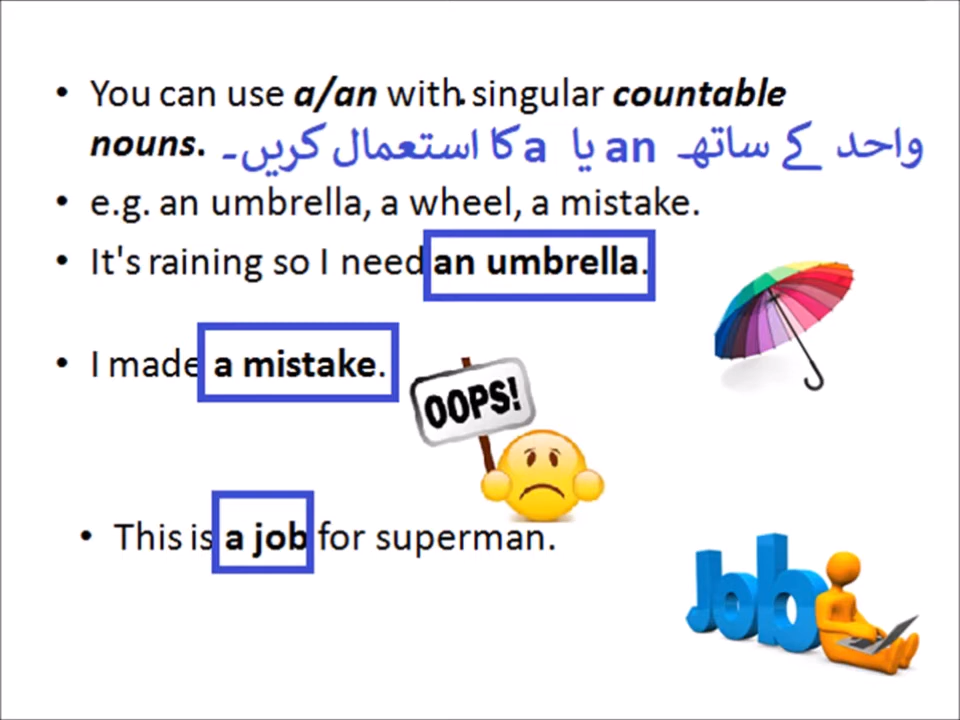 • You can use a/an with singular countable
nouns. واحد کے ساتھ an یا a کا استعمال کریں۔
• e.g. an umbrella, a wheel, a mistake.
• It's raining so I need an umbrella.
• I made a mistake.
OOPS!
• This is a job for superman.
Job